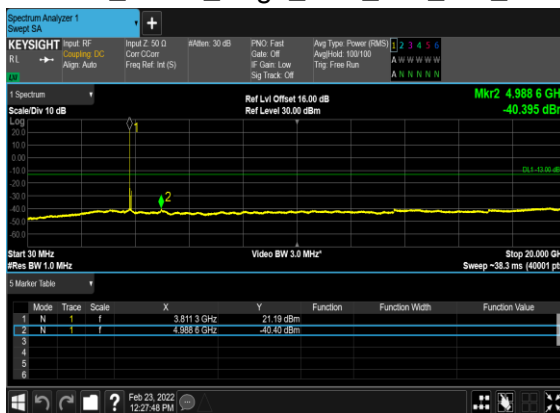 Spectrum Analyzer 1
Swept SA
KEYSIGHT
RL
Input: RF
Coupling: DC
Align: Auto
Input Z: 50 Ω
Corr CCorr
Freq Ref: Int (S)
#Atten: 30 dB
PNO: Fast
Gate: Off
IF Gain: Low
Sig Track: Off
Avg Type: Power (RMS)
Avg|Hold: 100/100
Trig: Free Run
1 2 3 4 5 6
A W W W W W
A N N N N N
1 Spectrum
Scale/Div 10 dB
Ref Lvl Offset 16.00 dB
Ref Level 30.00 dBm
Mkr2 4.988 6 GH
-40.395 dBr
Log
20.0
10.0
0.00
-10.0
-20.0
-30.0
-40.0
-50.0
-60.0
1
2
DL1 -13.00 dB
Start 30 MHz
#Res BW 1.0 MHz
Video BW 3.0 MHz*
Stop 20.000 GH
Sweep ~38.3 ms (40001 pt
5 Marker Table
Mode Trace Scale X Y Function Function Width Function Value
1 N 1 f 3.811 3 GHz 21.19 dBm
2 N 1 f 4.988 6 GHz -40.40 dBm
3
4
5
6
?
Feb 23, 2022
12:27:48 PM